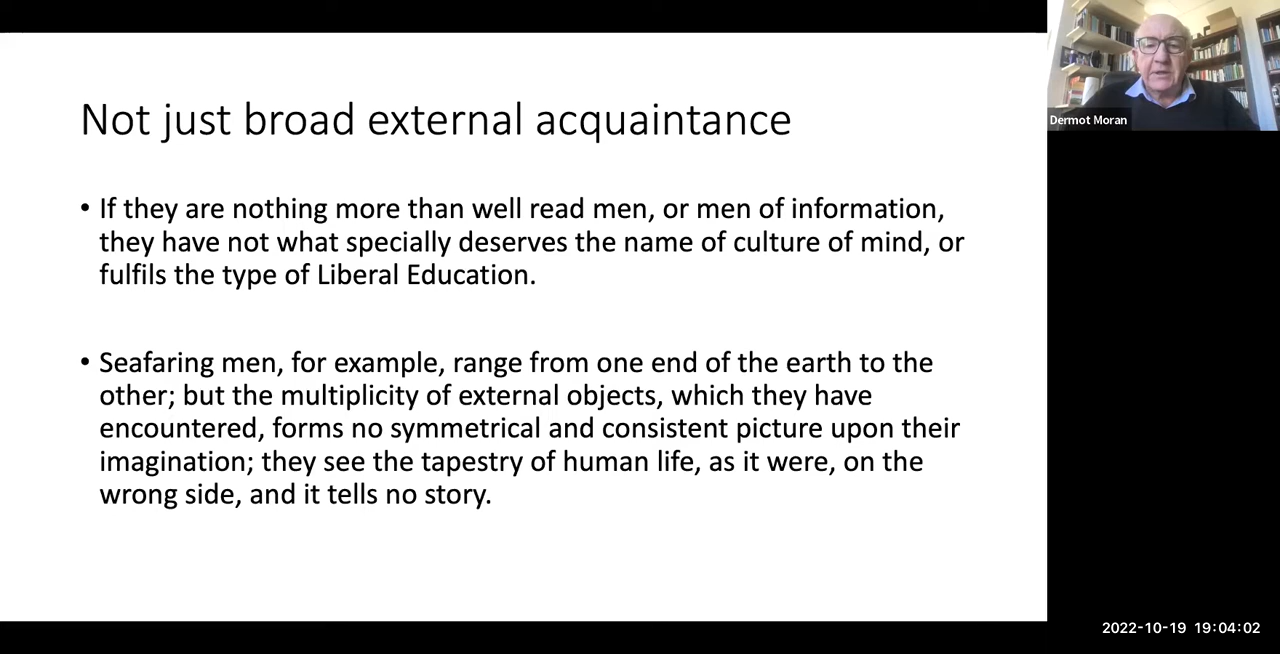 Not just broad external acquaintance
• If they are nothing more than well read men, or men of information,
they have not what specially deserves the name of culture of mind, or
fulfils the type of Liberal Education.
• Seafaring men, for example, range from one end of the earth to the
other; but the multiplicity of external objects, which they have
encountered, forms no symmetrical and consistent picture upon their
imagination; they see the tapestry of human life, as it were, on the
wrong side, and it tells no story.
Dermot Moran
2022-10-19 19:04:02